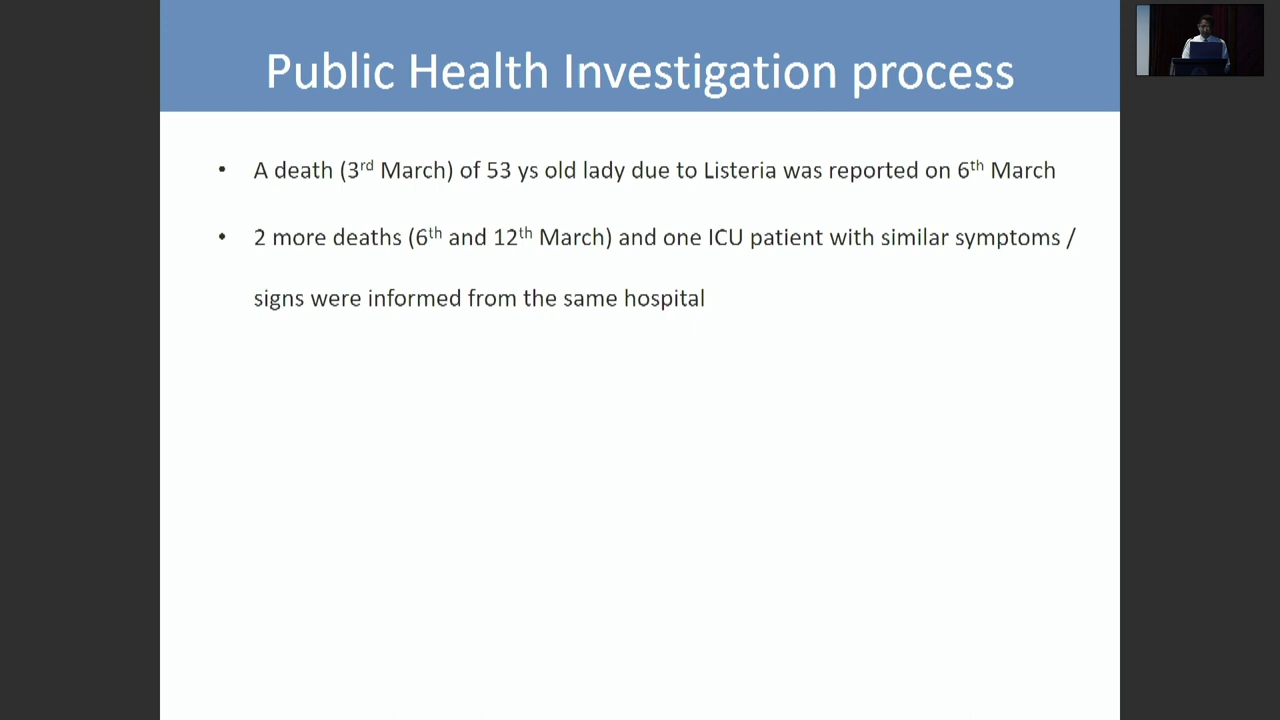 Public Health Investigation process
• A death (3rd March) of 53 ys old lady due to Listeria was reported on 6th March
• 2 more deaths (6th and 12th March) and one ICU patient with similar symptoms /
signs were informed from the same hospital